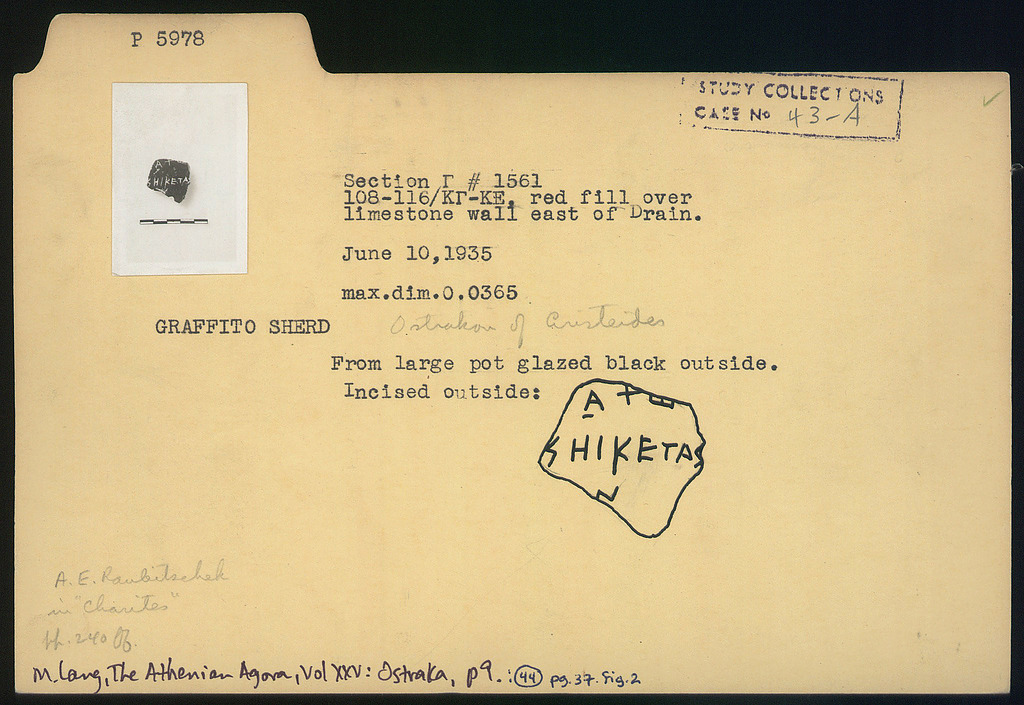 P 5978
STUDY COLLECTIONS
CASE No 43-A
Section Γ # 1561
108-116/ΚΓ-ΚΕ, red fill over
limestone wall east of Drain.
June 10,1935
max.dim.0.0365
GRAFFITO SHERD
Ostrakon of Aristeides
From large pot glazed black outside.
Incised outside:
A
HIKETAS
A. E. Raubitschek
in "Charites"
pp. 240 ff.
M. Lang, The Athenian Agora, Vol XXV: Ostraka, p 9. : 44 pg. 37. fig. 2